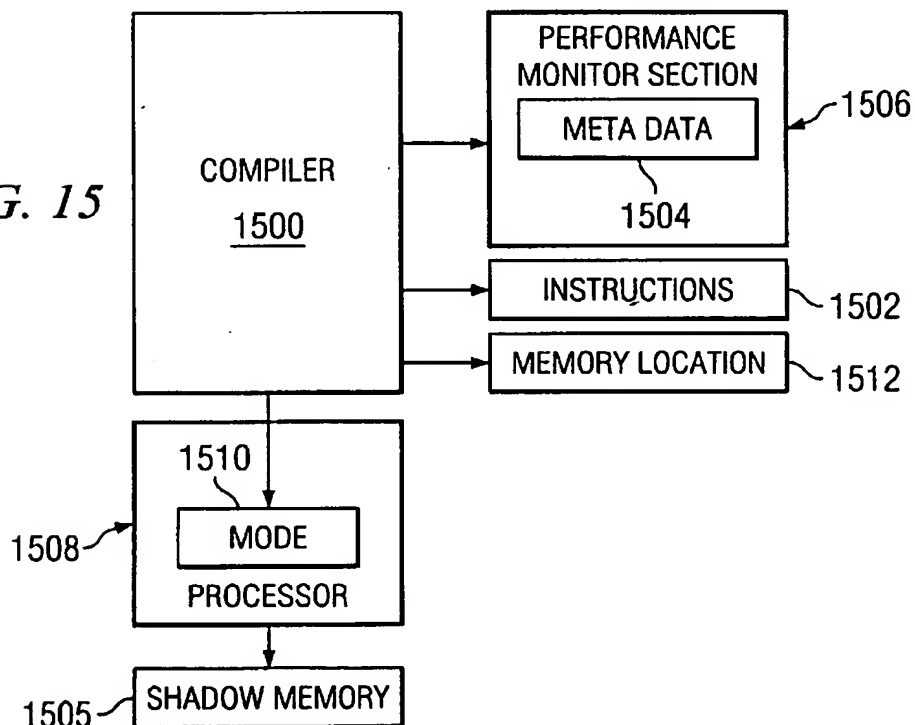 PERFORMANCE
MONITOR SECTION
META DATA
1504
1506
COMPILER
1500
G. 15
INSTRUCTIONS
1502
MEMORY LOCATION
1512
1510
MODE
1508
PROCESSOR
SHADOW MEMORY
1505